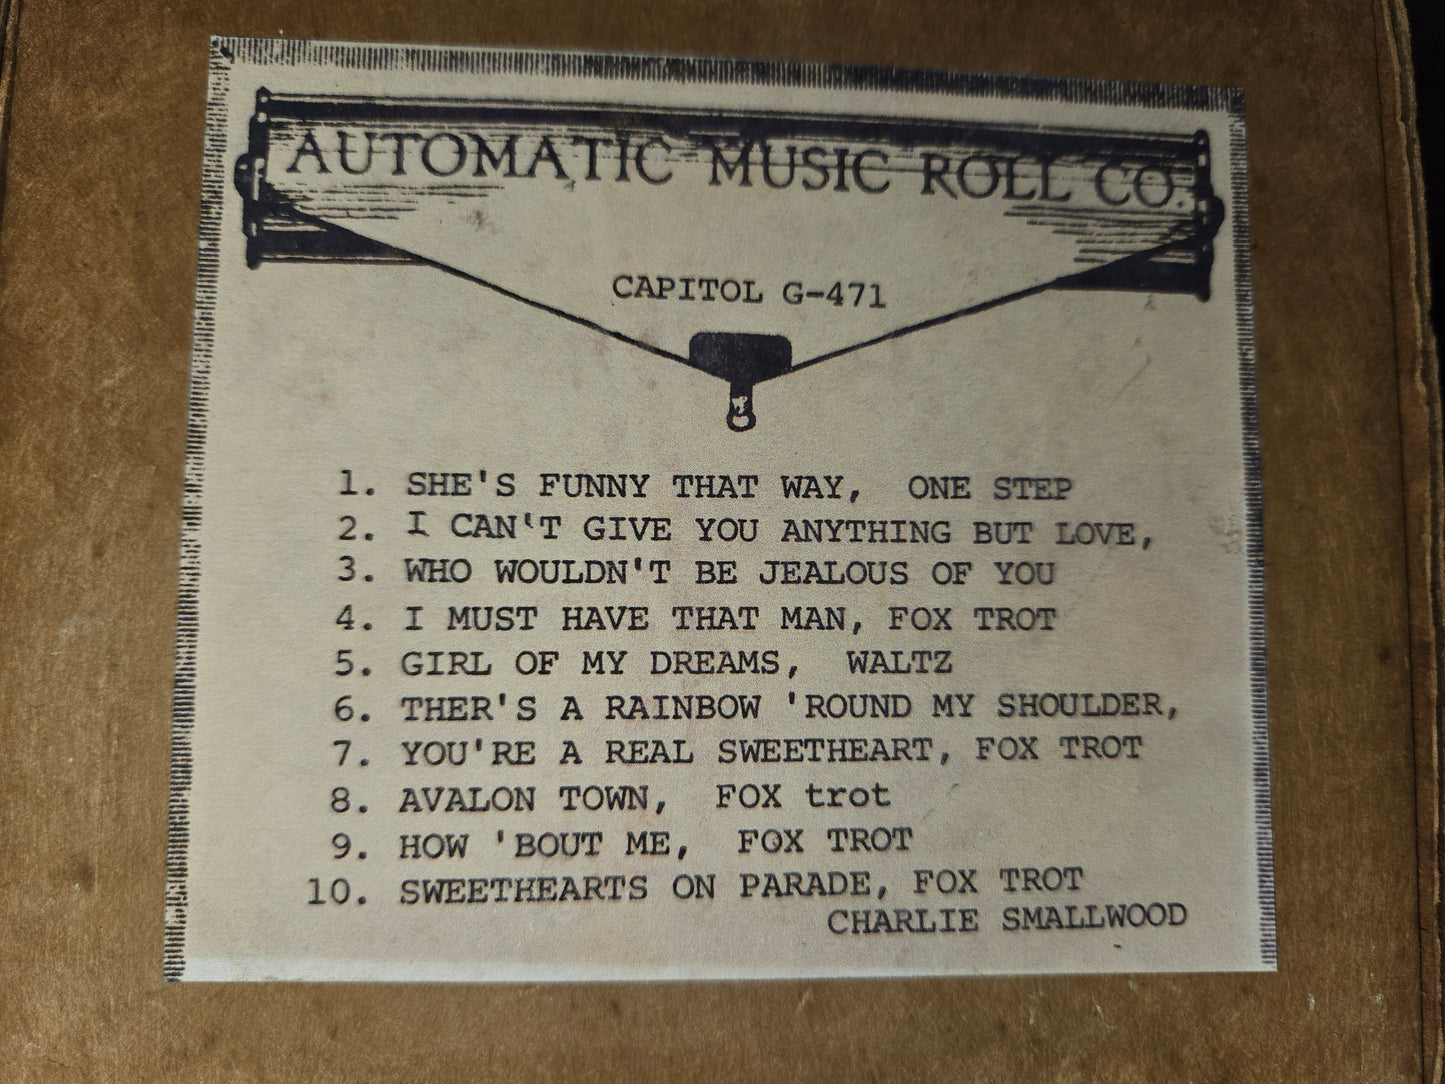 AUTOMATIC MUSIC ROLL CO.
CAPITOL G-471
1. SHE'S FUNNY THAT WAY, ONE STEP
2. I CAN'T GIVE YOU ANYTHING BUT LOVE,
3. WHO WOULDN'T BE JEALOUS OF YOU
4. I MUST HAVE THAT MAN, FOX TROT
5. GIRL OF MY DREAMS, WALTZ
6. THER'S A RAINBOW 'ROUND MY SHOULDER,
7. YOU'RE A REAL SWEETHEART, FOX TROT
8. AVALON TOWN, FOX trot
9. HOW 'BOUT ME, FOX TROT
10. SWEETHEARTS ON PARADE, FOX TROT
CHARLIE SMALLWOOD